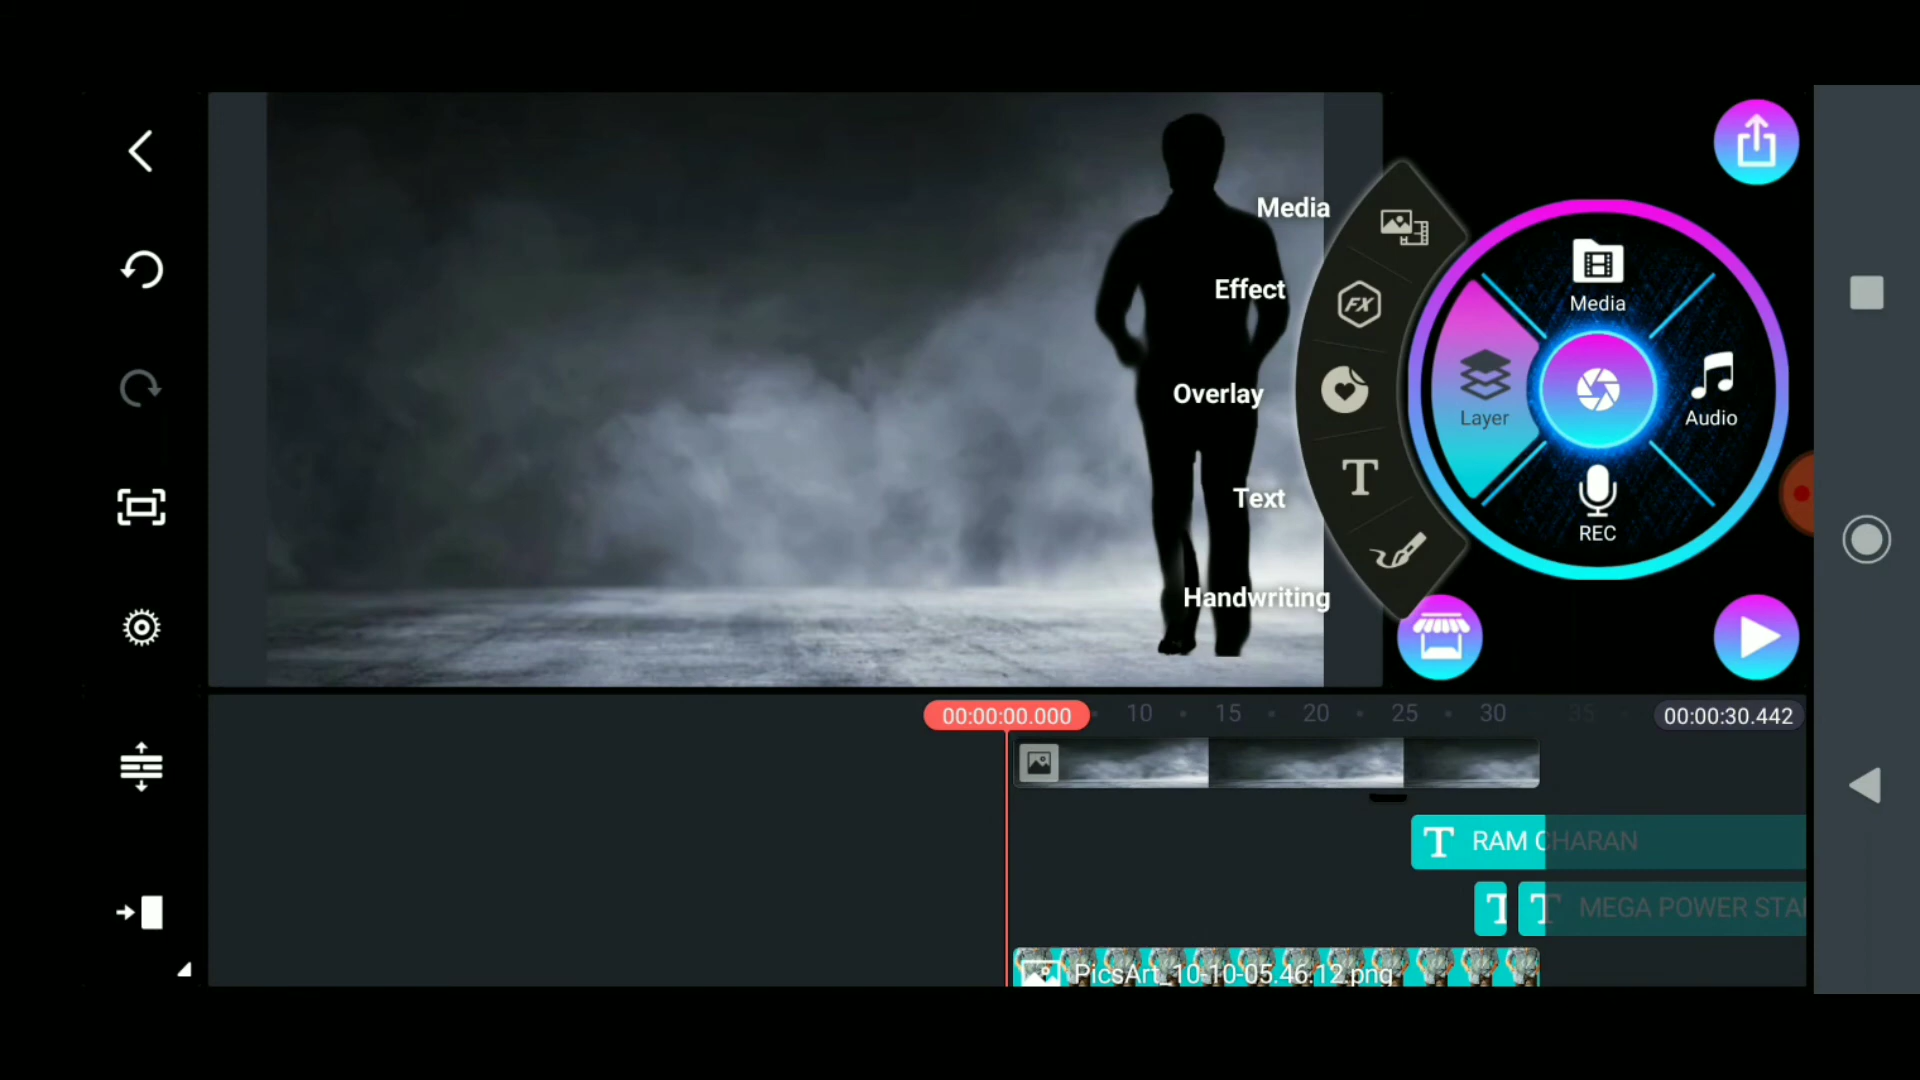 Media
Effect
Overlay
Text
Handwriting
Media
Layer
Audio
REC
00:00:00.000
10
15
20
25
30
35
00:00:30.442
RAM CHARAN
MEGA POWER STA
PicsArt_10-10-05.46.12.png